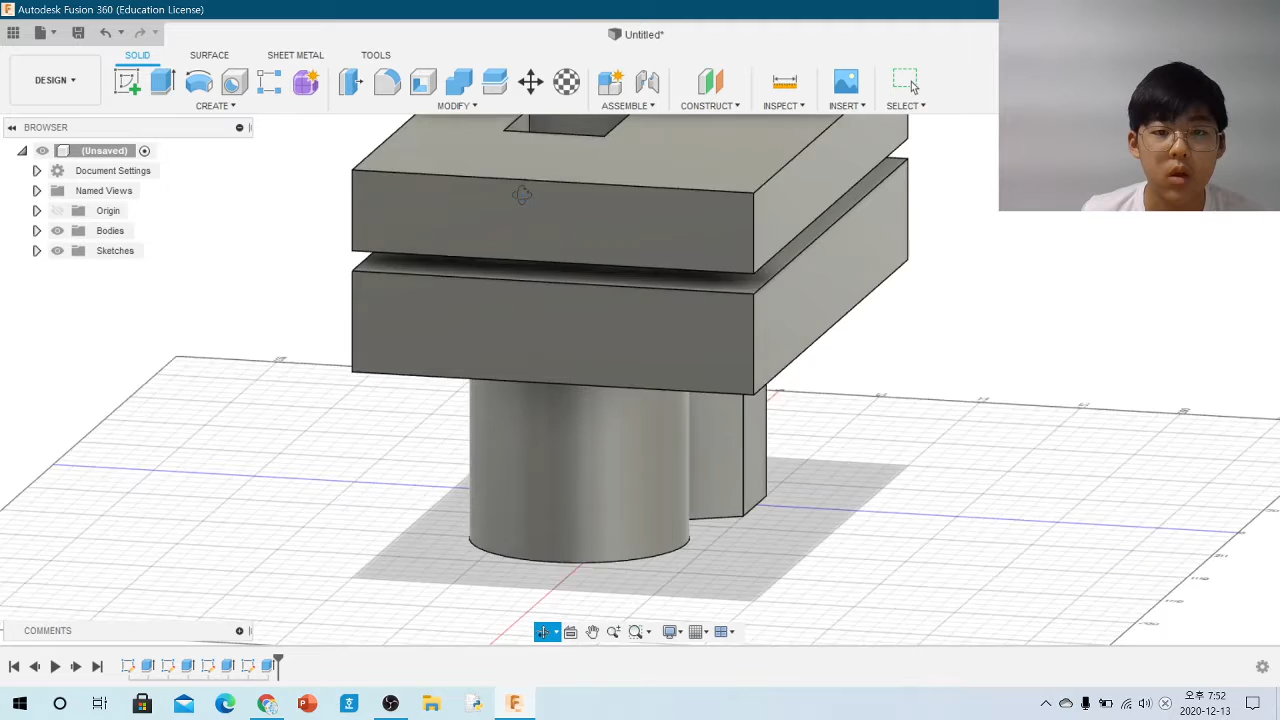 Autodesk Fusion 360 (Education License)
Untitled*
SOLID SURFACE SHEET METAL TOOLS
DESIGN
CREATE MODIFY ASSEMBLE CONSTRUCT INSPECT INSERT SELECT
BROWSER
(Unsaved)
Document Settings
Named Views
Origin
Bodies
Sketches
COMMENTS
오후 7:52
2020-12-13